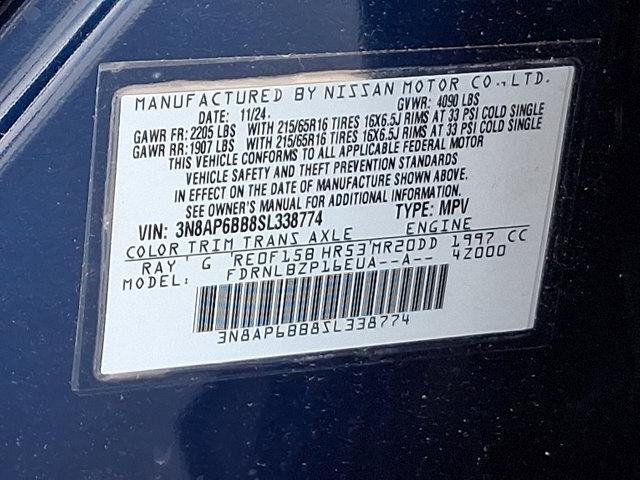 MANUFACTURED BY NISSAN MOTOR CO., LTD.
DATE: 11/24. GVWR: 4090 LBS
GAWR FR: 2205 LBS WITH 215/65R16 TIRES 16X6.5J RIMS AT 33 PSI COLD SINGLE
GAWR RR: 1907 LBS WITH 215/65R16 TIRES 16X6.5J RIMS AT 33 PSI COLD SINGLE
THIS VEHICLE CONFORMS TO ALL APPLICABLE FEDERAL MOTOR
VEHICLE SAFETY AND THEFT PREVENTION STANDARDS
IN EFFECT ON THE DATE OF MANUFACTURE SHOWN ABOVE.
SEE OWNER'S MANUAL FOR ADDITIONAL INFORMATION.
VIN: 3N8AP6BB8SL338774 TYPE: MPV
COLOR TRIM TRANS AXLE ENGINE
RAY G RE0F15B HR53 MR20DD 1997 CC
MODEL: FDRNLBZP16EUA--A-- 4Z000
3N8AP6BB8SL338774